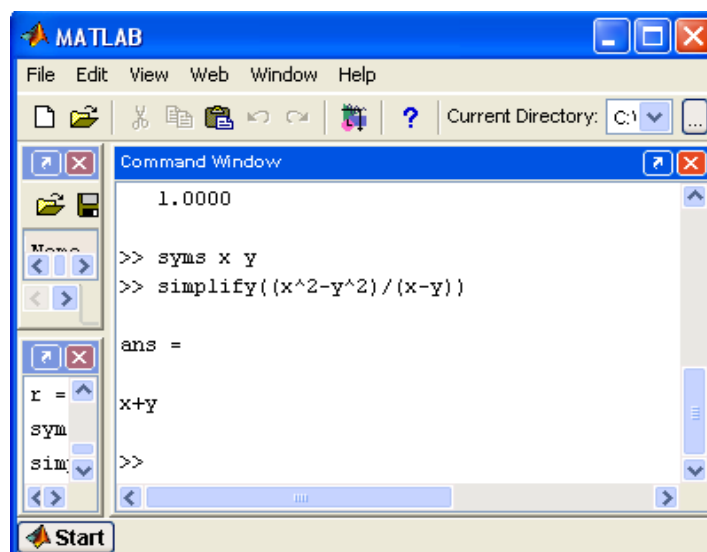 MATLAB
File Edit View Web Window Help
? Current Directory: C:\ ...
Command Window
1.0000
>> syms x y
>> simplify((x^2-y^2)/(x-y))
ans =
x+y
>>
r =
sym
sim
Start